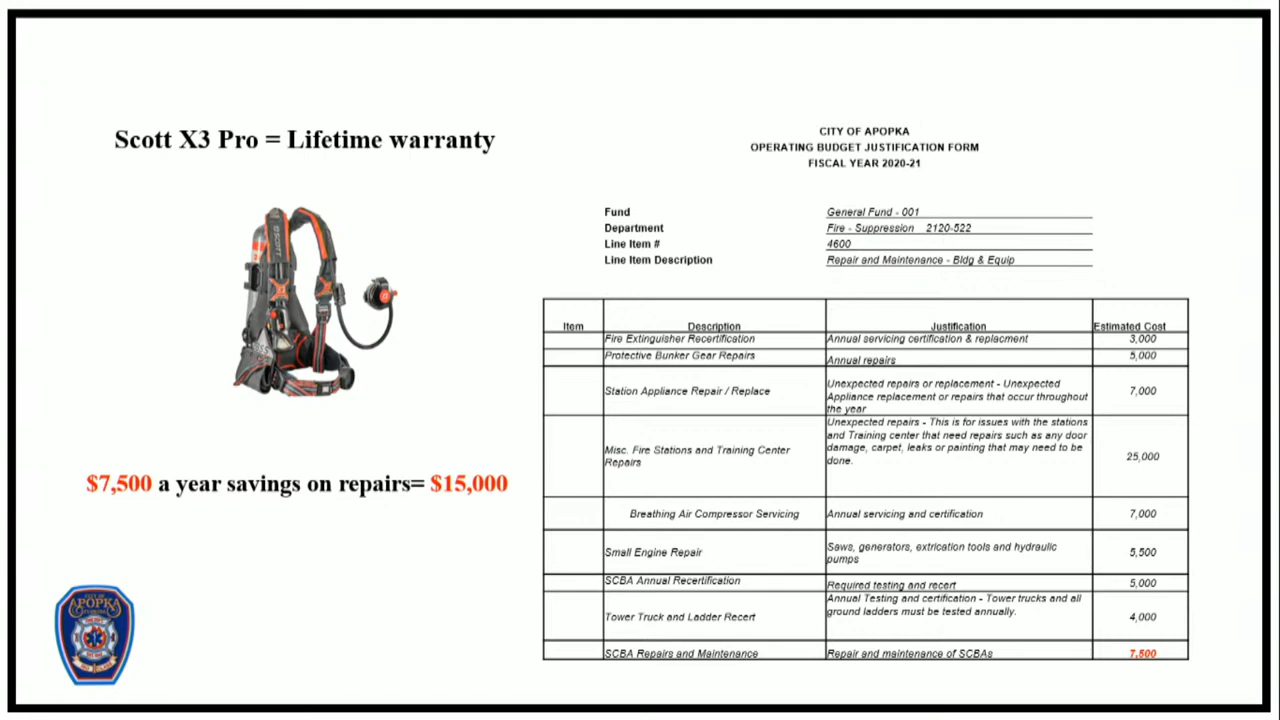 Scott X3 Pro = Lifetime warranty
SCOTT
$7,500 a year savings on repairs= $15,000
CITY OF
APOPKA
CITY OF APOPKA
OPERATING BUDGET JUSTIFICATION FORM
FISCAL YEAR 2020-21
Fund General Fund - 001
Department Fire - Suppression 2120-522
Line Item # 4600
Line Item Description Repair and Maintenance - Bldg & Equip
Item Description Justification Estimated Cost
Fire Extinguisher Recertification Annual servicing certification & replacment 3,000
Protective Bunker Gear Repairs Annual repairs 5,000
Station Appliance Repair / Replace Unexpected repairs or replacement - Unexpected 7,000
Appliance replacement or repairs that occur throughout
the year
Misc. Fire Stations and Training Center Unexpected repairs - This is for issues with the stations 25,000
Repairs and Training center that need repairs such as any door
damage, carpet, leaks or painting that may need to be
done.
Breathing Air Compressor Servicing Annual servicing and certification 7,000
Small Engine Repair Saws, generators, extrication tools and hydraulic 5,500
pumps
SCBA Annual Recertification Required testing and recert 5,000
Tower Truck and Ladder Recert Annual Testing and certification - Tower trucks and all 4,000
ground ladders must be tested annually.
SCBA Repairs and Maintenance Repair and maintenance of SCBAs 7,500